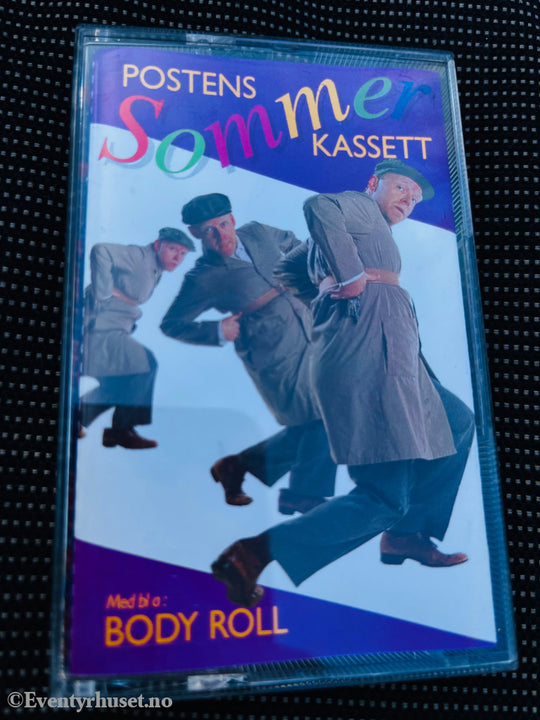 POSTENS
Sommer
KASSETT
Med bl a:
BODY ROLL
©Eventyrhuset.no